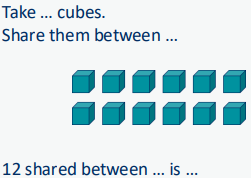 Take … cubes.
Share them between …
12 shared between … is …